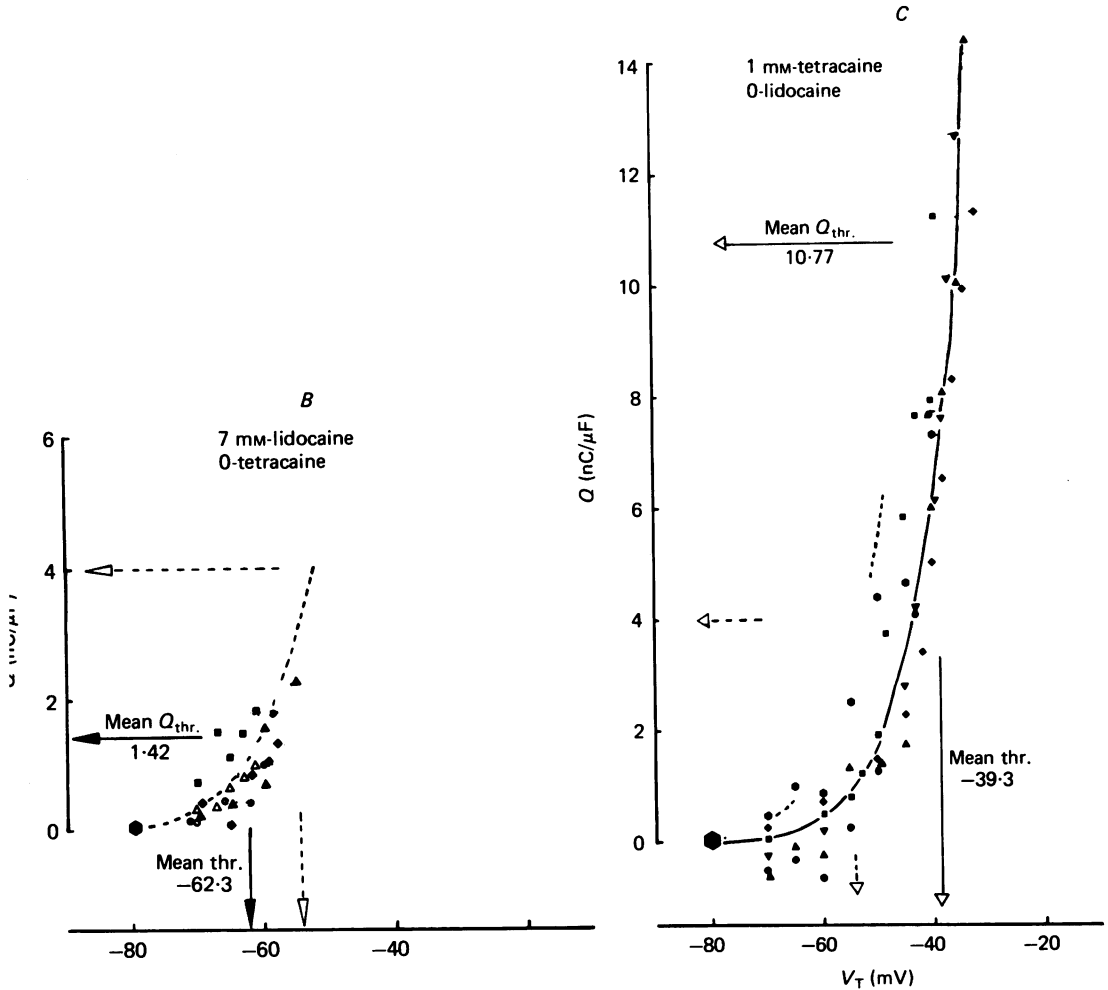 B
7 mM-lidocaine
0-tetracaine
6
4
2
0
Mean Qthr.
1·42
Mean thr.
−62·3
−80
−60
−40
C
1 mM-tetracaine
0-lidocaine
14
12
10
8
6
4
2
0
Q (nC/μF)
Mean Qthr.
10·77
Mean thr.
−39·3
−80
−60
−40
−20
VT (mV)